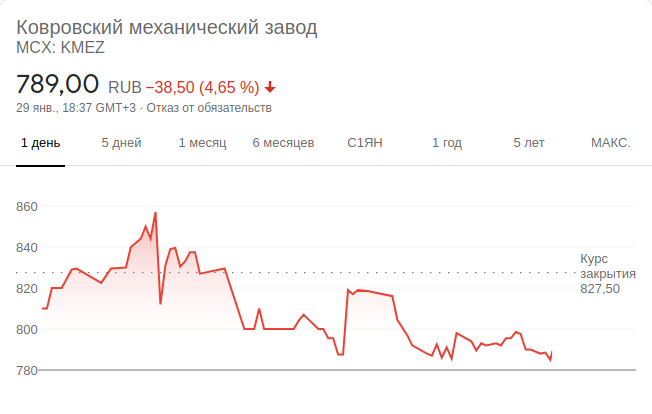 Ковровский механический завод
MCX: KMEZ
789,00 RUB −38,50 (4,65 %)
29 янв., 18:37 GMT+3 · Отказ от обязательств
1 день 5 дней 1 месяц 6 месяцев С1ЯН 1 год 5 лет МАКС.
860
840
Курс
закрытия
827,50
820
800
780